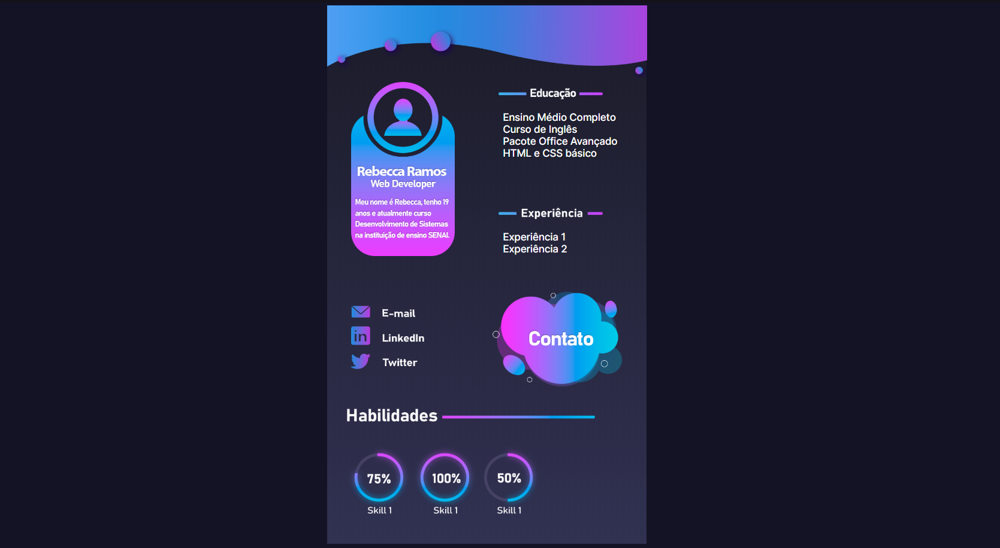 Educação
Ensino Médio Completo
Curso de Inglês
Pacote Office Avançado
HTML e CSS básico
Rebecca Ramos
Web Developer
Meu nome é Rebecca, tenho 19
anos e atualmente curso
Desenvolvimento de Sistemas
na instituição de ensino SENAI.
Experiência
Experiência 1
Experiência 2
E-mail
in
LinkedIn
Twitter
Contato
Habilidades
75%
100%
50%
Skill 1
Skill 1
Skill 1